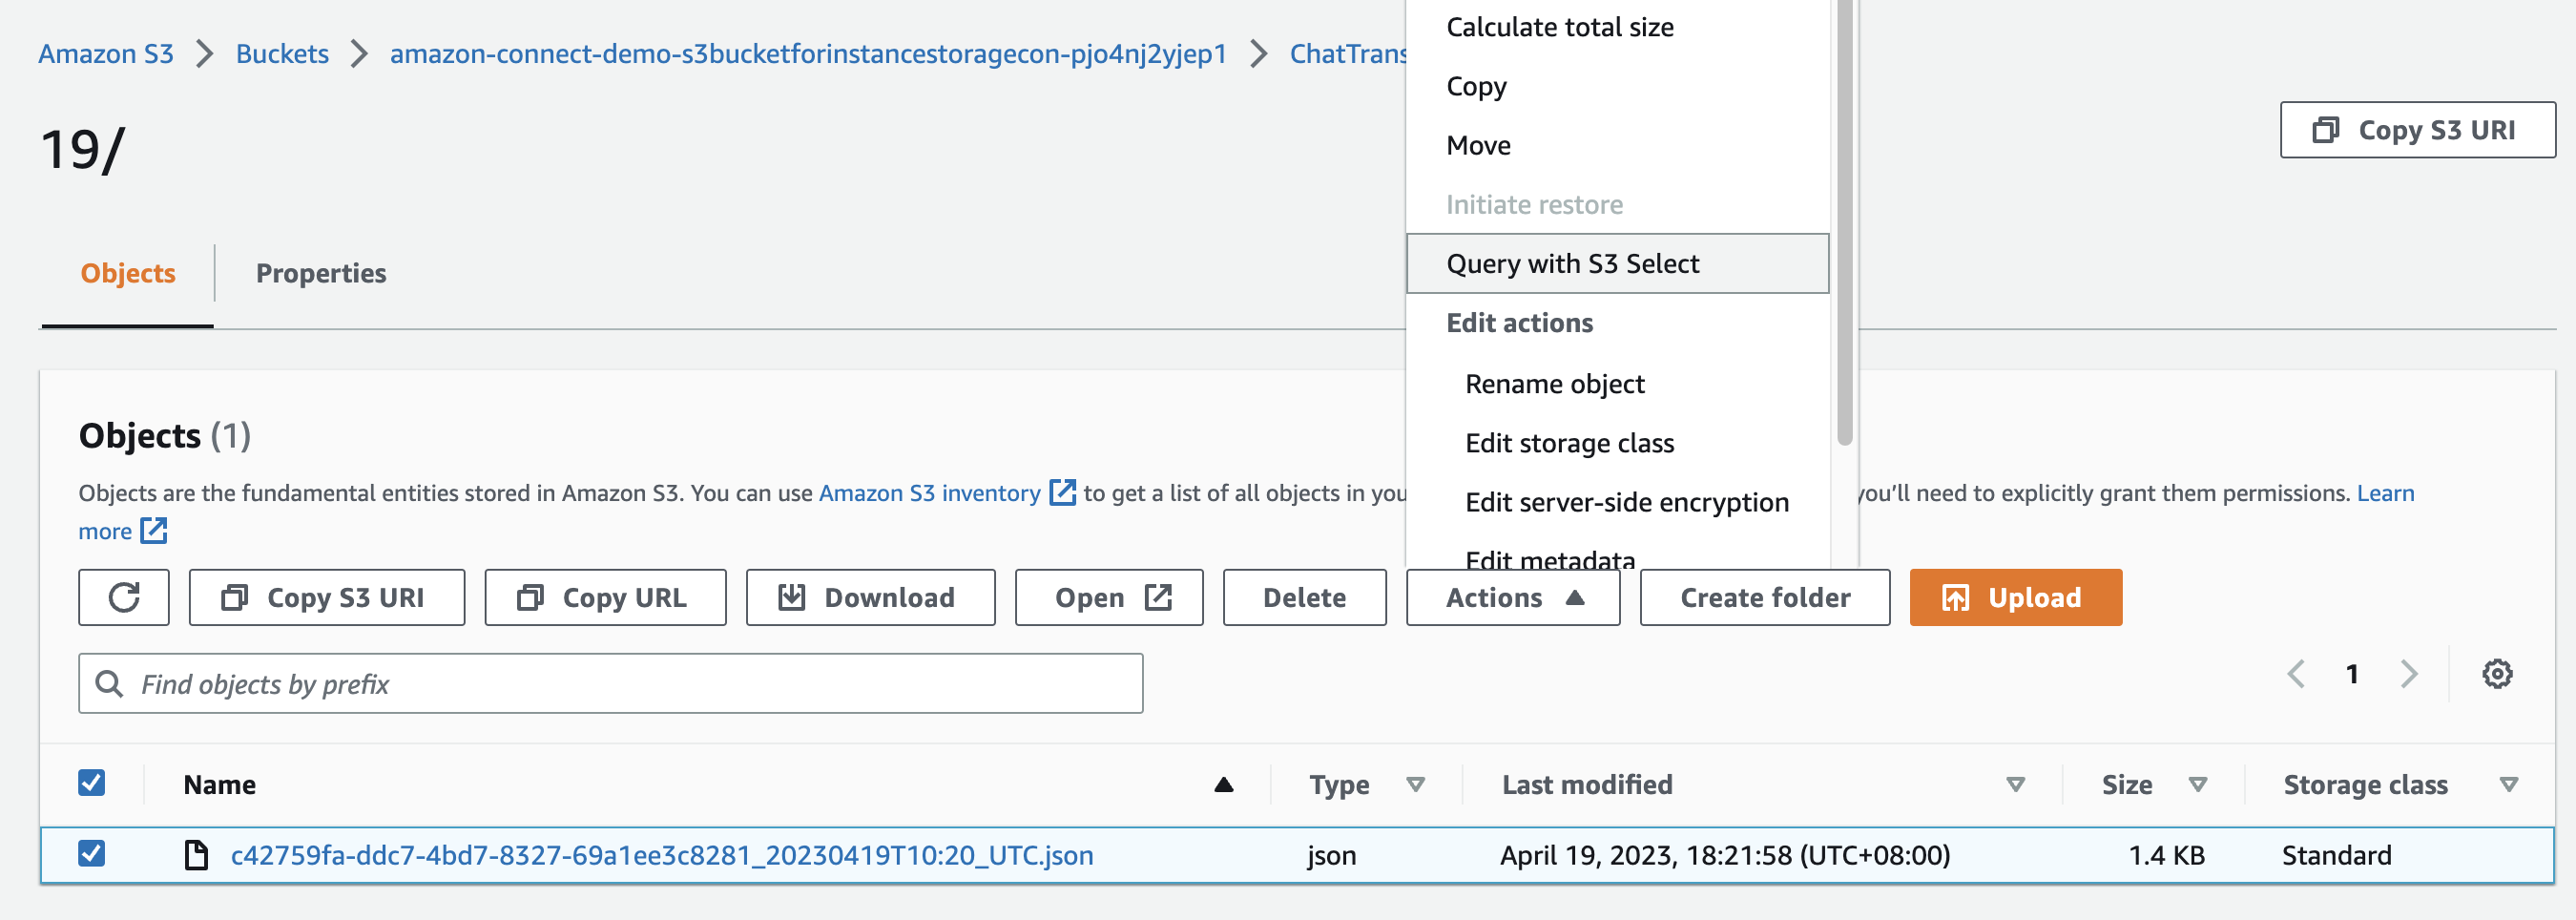 Amazon S3 > Buckets > amazon-connect-demo-s3bucketforinstancestoragecon-pjo4nj2yjep1 > ChatTrans
19/
Copy S3 URI
Calculate total size
Copy
Move
Initiate restore
Query with S3 Select
Edit actions
Rename object
Edit storage class
Edit server-side encryption
Edit metadata
Objects
Properties
Objects (1)
Objects are the fundamental entities stored in Amazon S3. You can use Amazon S3 inventory to get a list of all objects in you you'll need to explicitly grant them permissions. Learn
more
Copy S3 URI Copy URL Download Open Delete Actions Create folder Upload
Find objects by prefix
1
Name Type Last modified Size Storage class
c42759fa-ddc7-4bd7-8327-69a1ee3c8281_20230419T10:20_UTC.json json April 19, 2023, 18:21:58 (UTC+08:00) 1.4 KB Standard